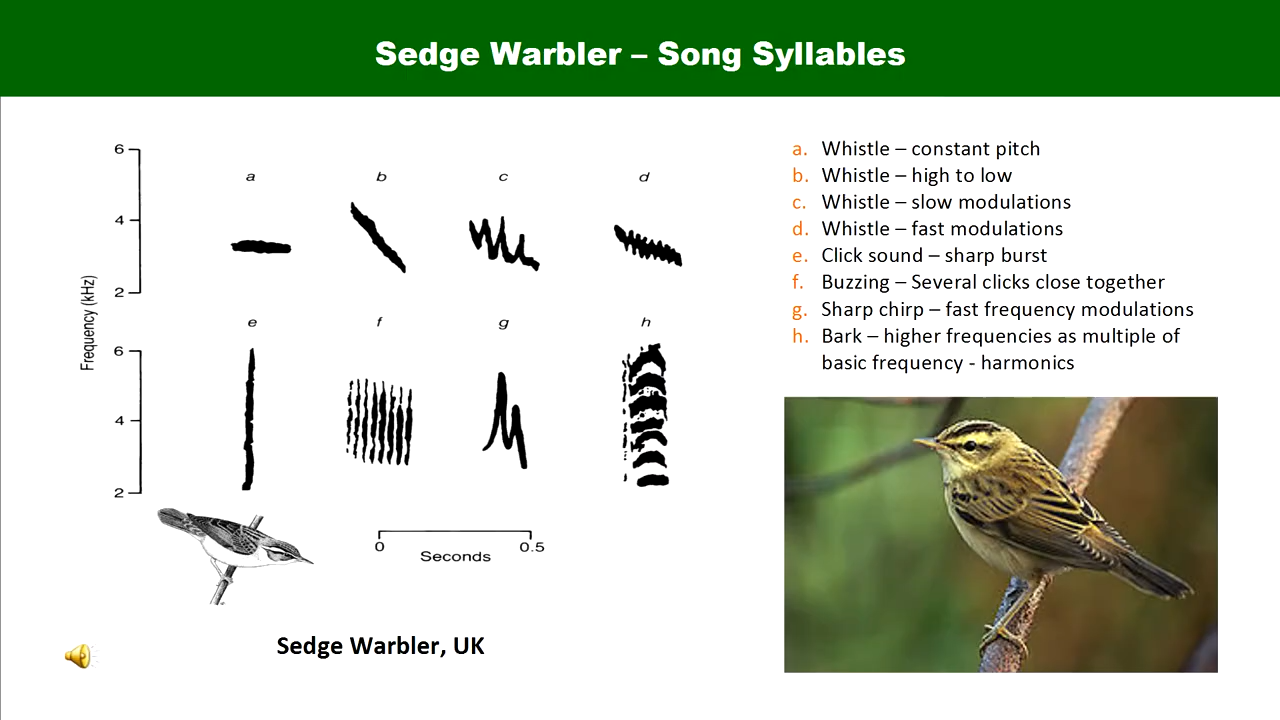 Sedge Warbler – Song Syllables
6
a
b
c
d
4
2
Frequency (kHz)
e
f
g
h
6
4
2
0
0.5
Seconds
Sedge Warbler, UK
a. Whistle – constant pitch
b. Whistle – high to low
c. Whistle – slow modulations
d. Whistle – fast modulations
e. Click sound – sharp burst
f. Buzzing – Several clicks close together
g. Sharp chirp – fast frequency modulations
h. Bark – higher frequencies as multiple of
basic frequency - harmonics